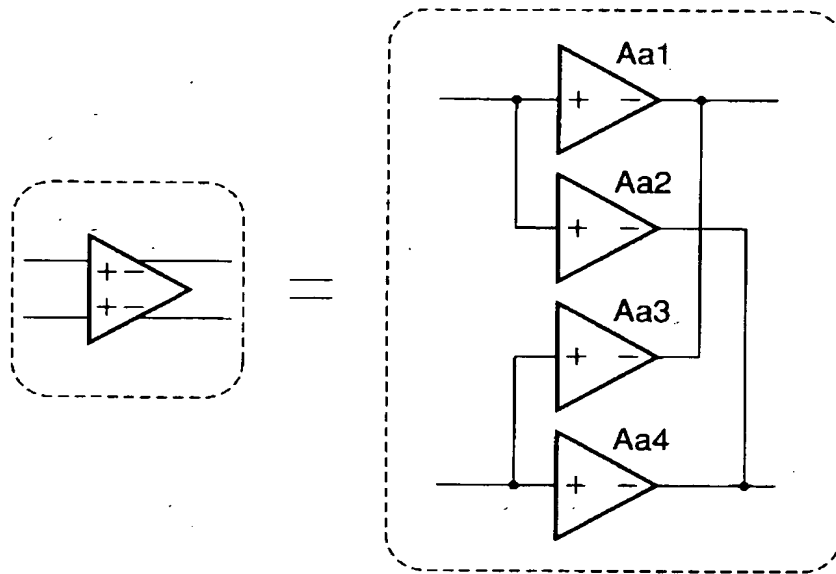 Aa1
+ −
Aa2
+ −
+ −
+ −
=
Aa3
+ −
Aa4
+ −